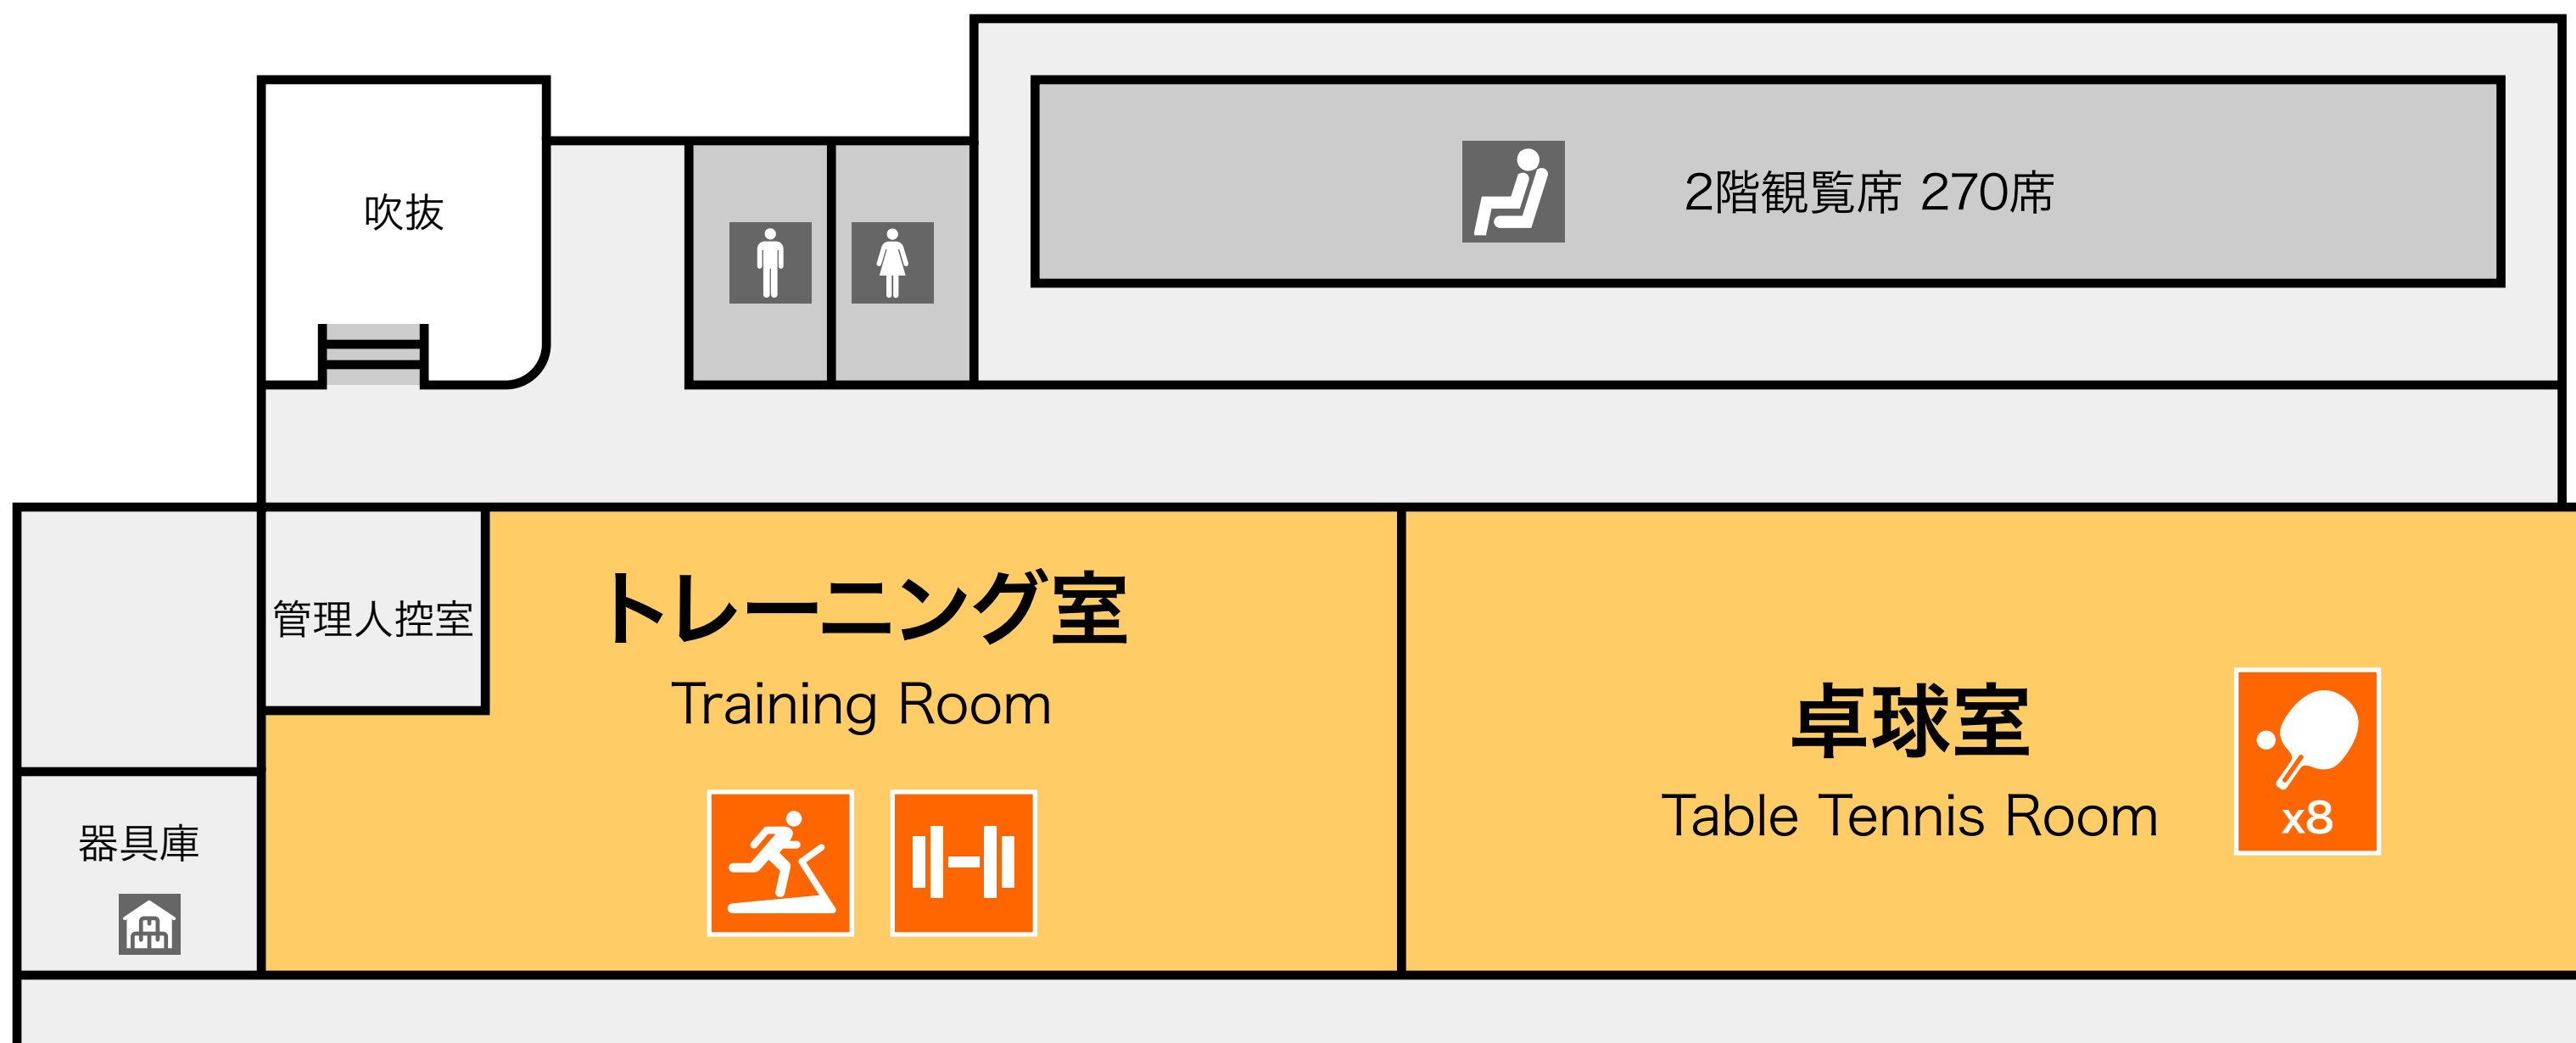 吹抜
2階観覧席 270席
管理人控室
トレーニング室
Training Room
卓球室
Table Tennis Room
x8
器具庫